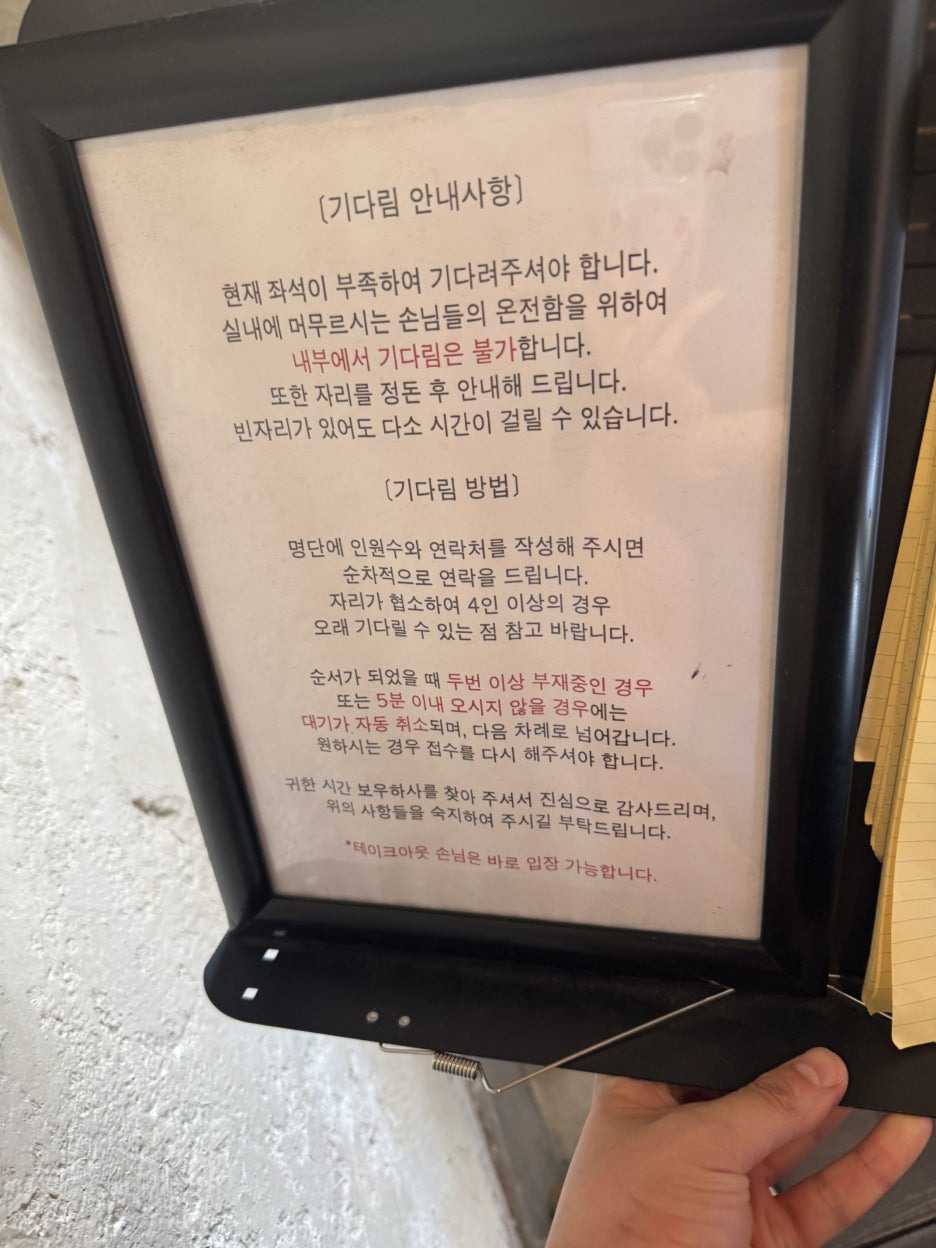 [기다림 안내사항]
현재 좌석이 부족하여 기다려주셔야 합니다.
실내에 머무르시는 손님들의 온전함을 위하여
내부에서 기다림은 불가합니다.
또한 자리를 정돈 후 안내해 드립니다.
빈자리가 있어도 다소 시간이 걸릴 수 있습니다.
[기다림 방법]
명단에 인원수와 연락처를 작성해 주시면
순차적으로 연락을 드립니다.
자리가 협소하여 4인 이상의 경우
오래 기다릴 수 있는 점 참고 바랍니다.
순서가 되었을 때 두번 이상 부재중인 경우
또는 5분 이내 오시지 않을 경우에는
대기가 자동 취소되며, 다음 차례로 넘어갑니다.
원하시는 경우 접수를 다시 해주셔야 합니다.
귀한 시간 보우하사를 찾아 주셔서 진심으로 감사드리며,
위의 사항들을 숙지하여 주시길 부탁드립니다.
*테이크아웃 손님은 바로 입장 가능합니다.